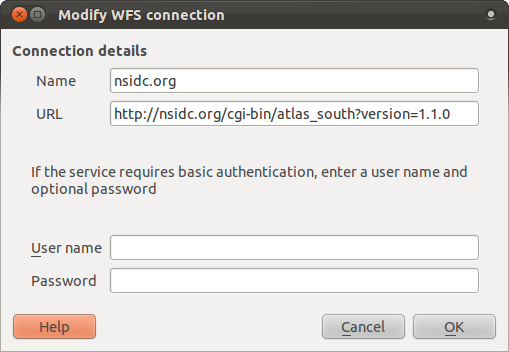 Modify WFS connection
Connection details
Name nsidc.org
URL http://nsidc.org/cgi-bin/atlas_south?version=1.1.0
If the service requires basic authentication, enter a user name and
optional password
User name
Password
Help Cancel OK